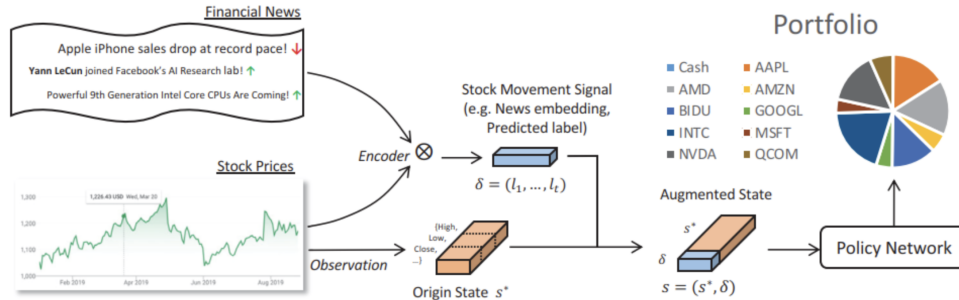 Financial News
Apple iPhone sales drop at record pace! ↓
Yann LeCun joined Facebook's AI Research lab! ↑
Powerful 9th Generation Intel Core CPUs Are Coming! ↑
Stock Prices
1,300
1,200
1,100
1,000
1,226.43 USD Wed, Mar 20
Feb 2019
Apr 2019
Jun 2019
Aug 2019
Encoder
Observation
Stock Movement Signal
(e.g. News embedding,
Predicted label)
δ = (l₁, ..., lₜ)
{High,
Low,
Close,
...}
Origin State s*
Augmented State
s*
δ
s = (s*, δ)
Policy Network
Portfolio
Cash
AAPL
AMD
AMZN
BIDU
GOOGL
INTC
MSFT
NVDA
QCOM